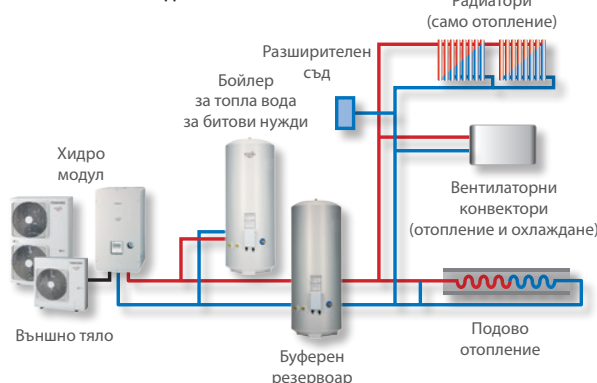 Радиатори
(само отопление)
Разширителен
съд
Бойлер
за топла вода
за битови нужди
Хидро
модул
Вентилаторни
конвектори
(отопление и охлаждане)
Външно тяло
Подово
отопление
Буферен
резервоар